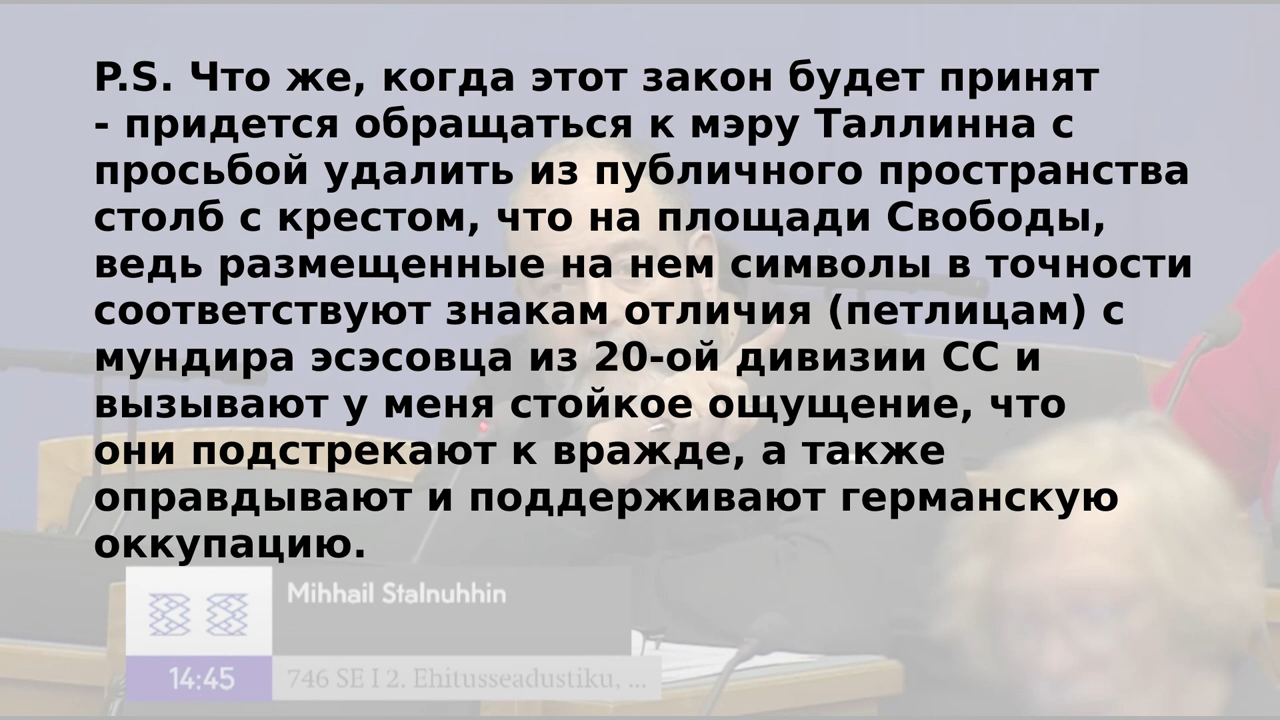 P.S. Что же, когда этот закон будет принят
- придется обращаться к мэру Таллинна с
просьбой удалить из публичного пространства
столб с крестом, что на площади Свободы,
ведь размещенные на нем символы в точности
соответствуют знакам отличия (петлицам) с
мундира эсэсовца из 20-ой дивизии СС и
вызывают у меня стойкое ощущение, что
они подстрекают к вражде, а также
оправдывают и поддерживают германскую
оккупацию.
Mihhail Stalnuhhin
14:45 746 SE I 2. Ehitusseadustiku, ...